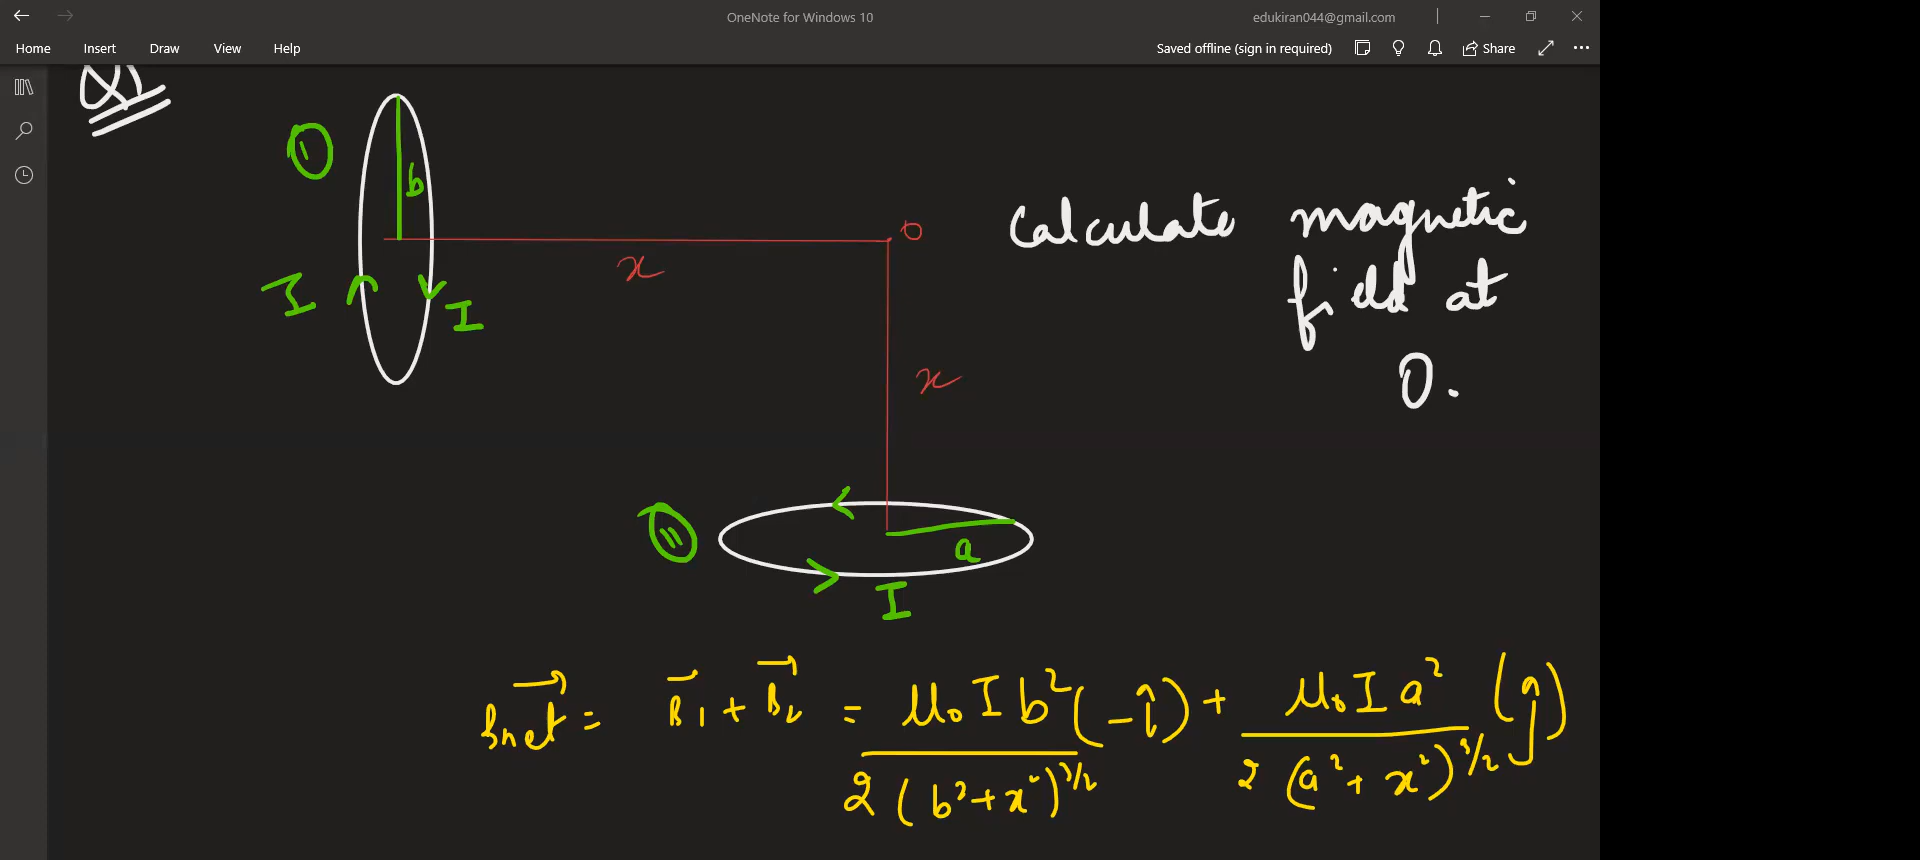 OneNote for Windows 10
edukiran044@gmail.com
Home Insert Draw View Help
Saved offline (sign in required) Share
Q1
I
b
O
Calculate magnetic
x
field at
I
I
O.
x
II
a
I
Bnet = B1 + B2 = μ0 I b² (-î) + μ0 I a² (ĵ)
2 (b² + x²)^3/2 2 (a² + x²)^3/2